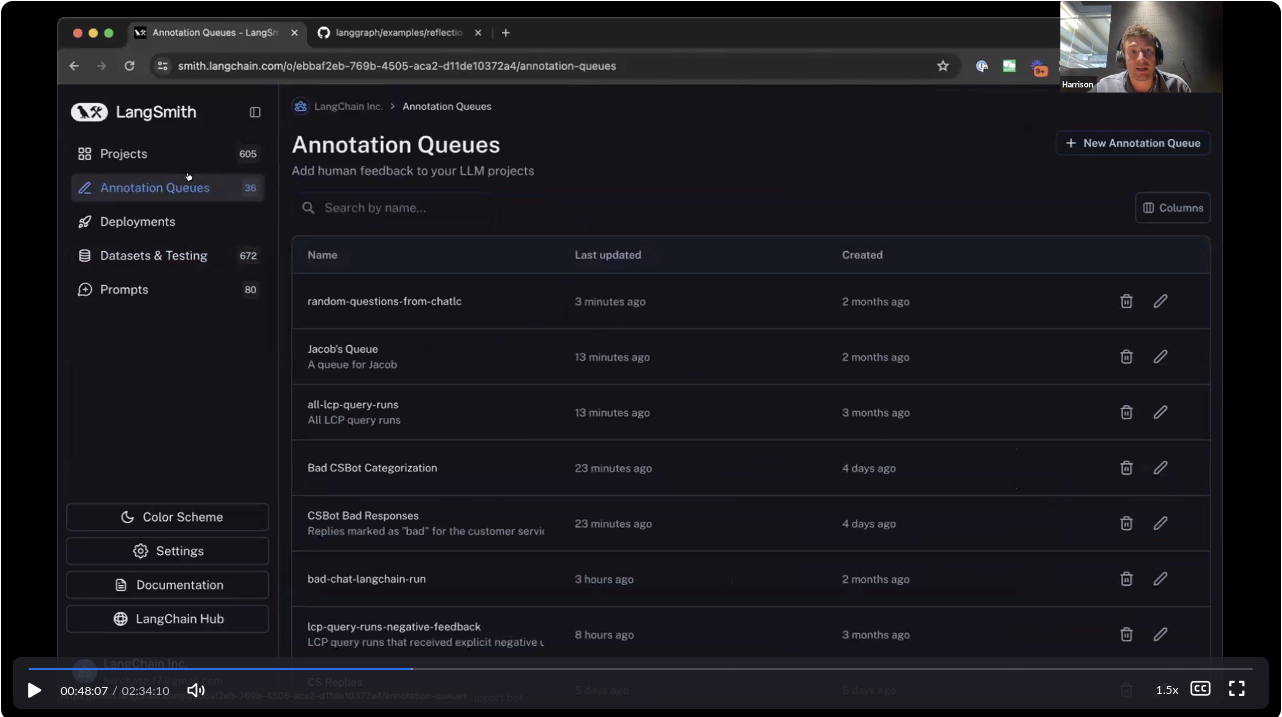 Annotation Queues - LangSm
langgraph/examples/reflectio
smith.langchain.com/o/ebbaf2eb-769b-4505-aca2-d11de10372a4/annotation-queues
9+
Harrison
LangSmith
Projects 605
Annotation Queues 36
Deployments
Datasets & Testing 672
Prompts 80
Color Scheme
Settings
Documentation
LangChain Hub
LangChain Inc.
LangChain Inc. > Annotation Queues
Annotation Queues
New Annotation Queue
Add human feedback to your LLM projects
Search by name...
Columns
Name Last updated Created
random-questions-from-chatlc 3 minutes ago 2 months ago
Jacob's Queue 13 minutes ago 2 months ago
A queue for Jacob
all-lcp-query-runs 13 minutes ago 3 months ago
All LCP query runs
Bad CSBot Categorization 23 minutes ago 4 days ago
CSBot Bad Responses 23 minutes ago 4 days ago
Replies marked as "bad" for the customer servic
bad-chat-langchain-run 3 hours ago 2 months ago
lcp-query-runs-negative-feedback 8 hours ago 3 months ago
LCP query runs that received explicit negative u
CS Replies 5 days ago 5 days ago
00:48:07 / 02:34:10
1.5x
CC